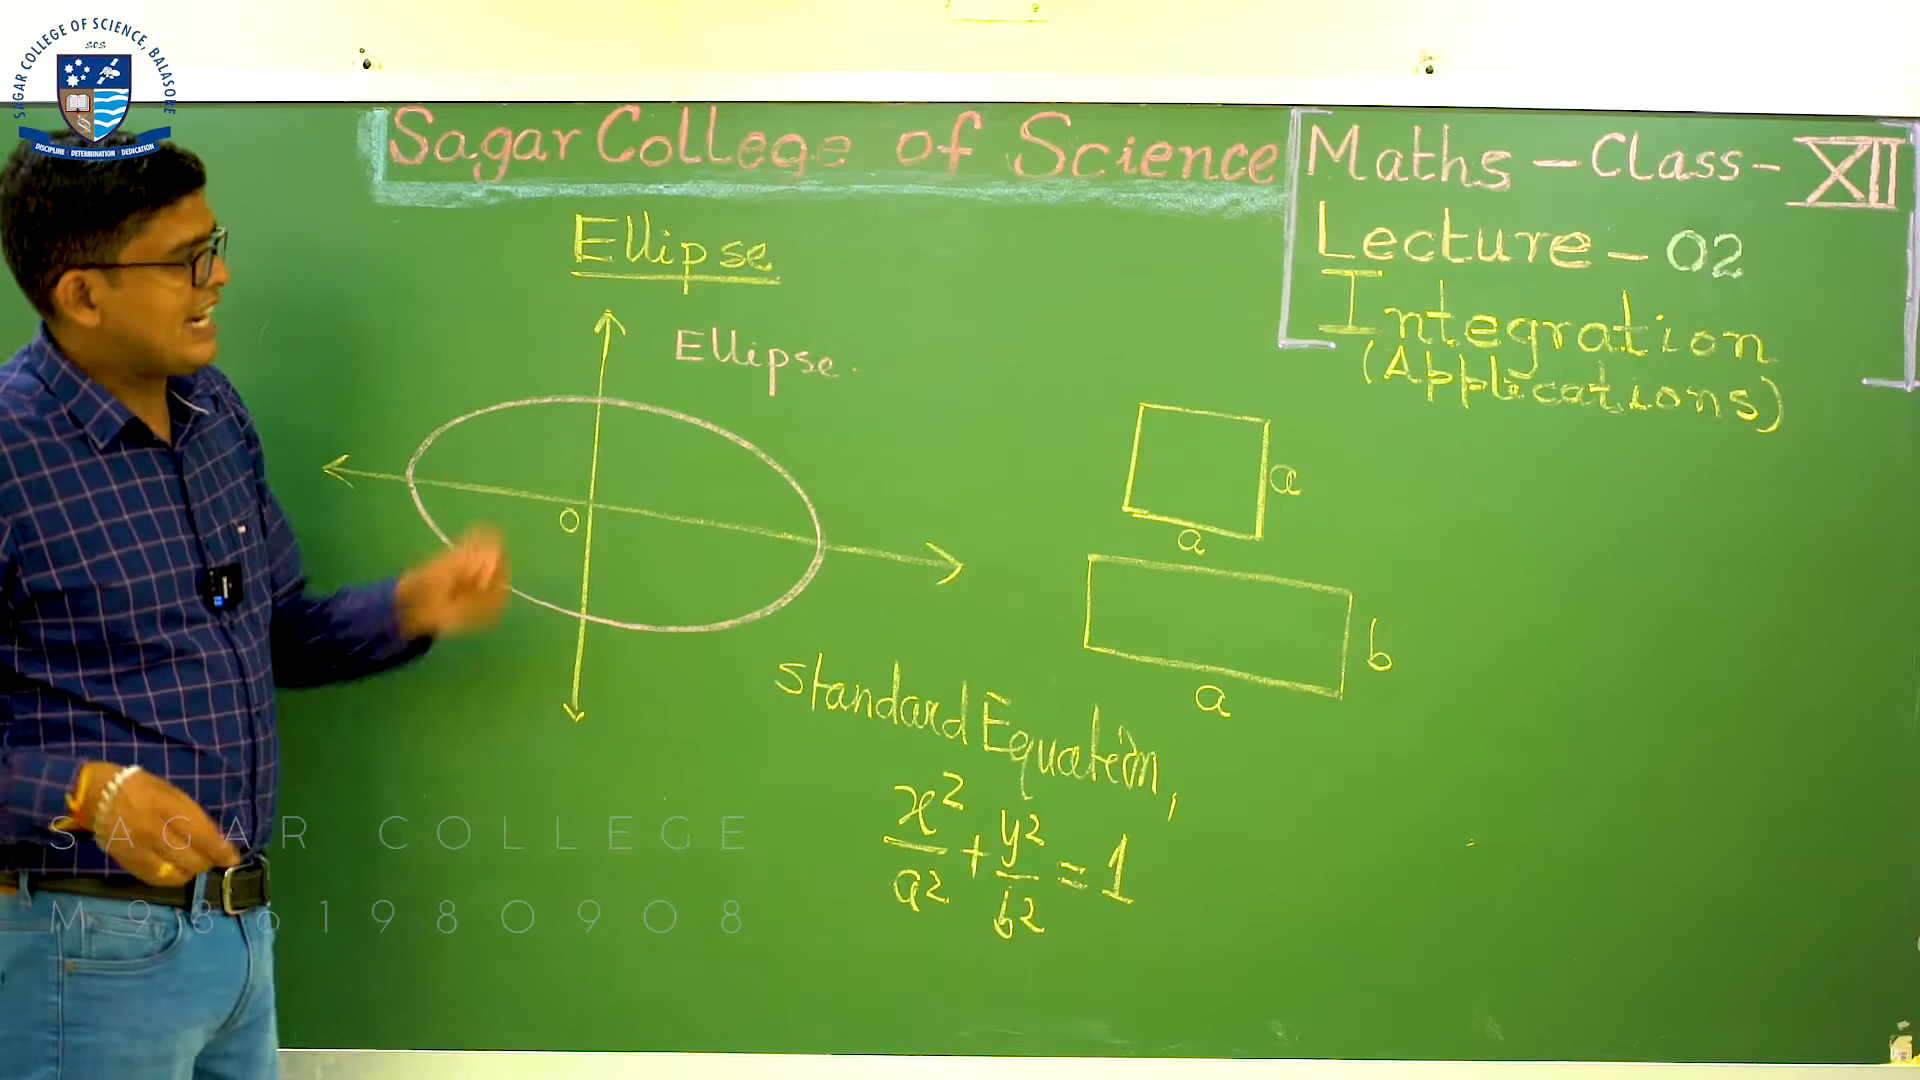 SAGAR COLLEGE OF SCIENCE, BALASORE
SCS
DISCIPLINE DETERMINATION DEDICATION
Sagar College of Science
Maths - Class - XII
Lecture - 02
Integration
(Applications)
Ellipse
Ellipse.
O
a
a
b
a
Standard Equation,
x²/a² + y²/b² = 1
SAGAR COLLEGE
M 9861980908